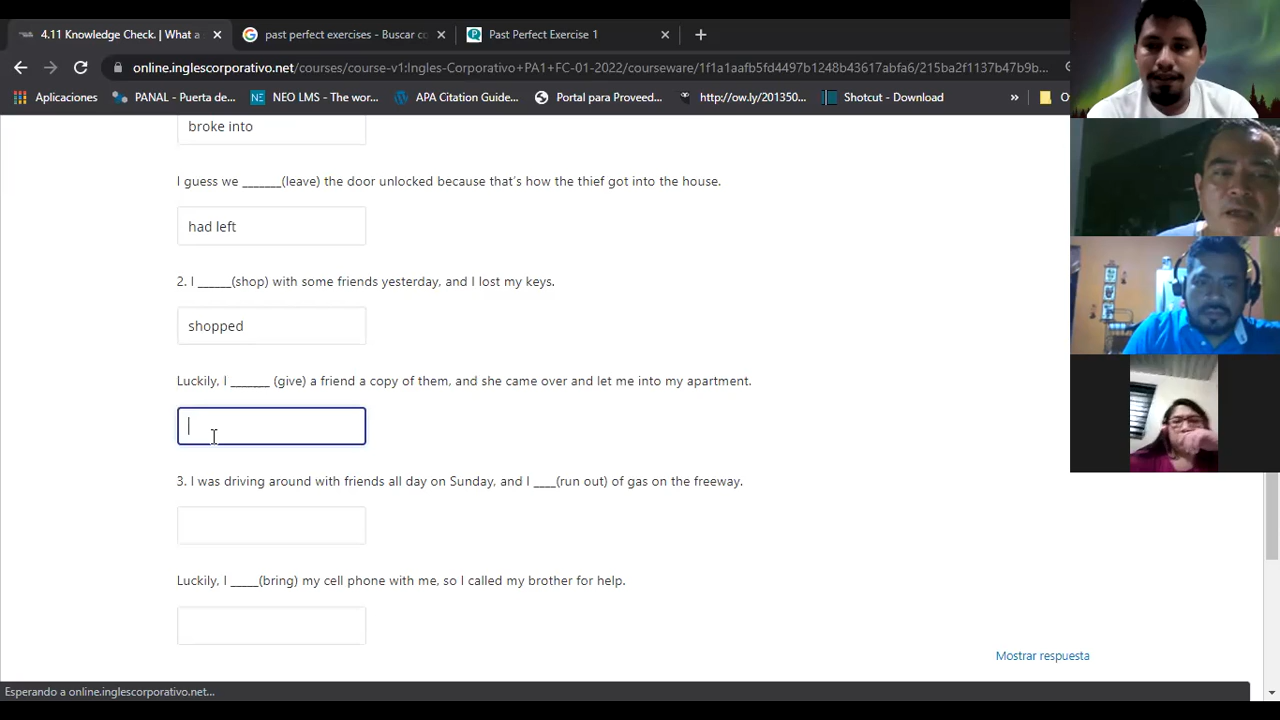 4.11 Knowledge Check. | What a
past perfect exercises - Buscar co
Past Perfect Exercise 1
online.inglescorporativo.net/courses/course-v1:Ingles-Corporativo+PA1+FC-01-2022/courseware/1f1a1aafb5fd4497b1248b43617abfa6/215ba2f1137b47b9b...
Aplicaciones
PANAL - Puerta de...
NEO LMS - The wor...
APA Citation Guide...
Portal para Proveed...
http://ow.ly/201350...
Shotcut - Download
»
broke into
I guess we _______(leave) the door unlocked because that's how the thief got into the house.
had left
2. I ______(shop) with some friends yesterday, and I lost my keys.
shopped
Luckily, I _______ (give) a friend a copy of them, and she came over and let me into my apartment.
3. I was driving around with friends all day on Sunday, and I ____(run out) of gas on the freeway.
Luckily, I _____(bring) my cell phone with me, so I called my brother for help.
Mostrar respuesta
Esperando a online.inglescorporativo.net...